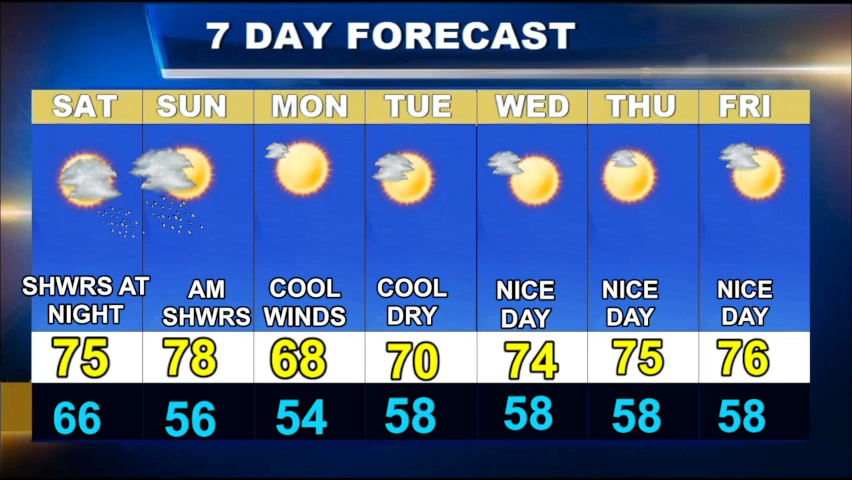 7 DAY FORECAST
SAT SUN MON TUE WED THU FRI
SHWRS AT NIGHT
AM SHWRS
COOL WINDS
COOL DRY
NICE DAY
NICE DAY
NICE DAY
75 78 68 70 74 75 76
66 56 54 58 58 58 58